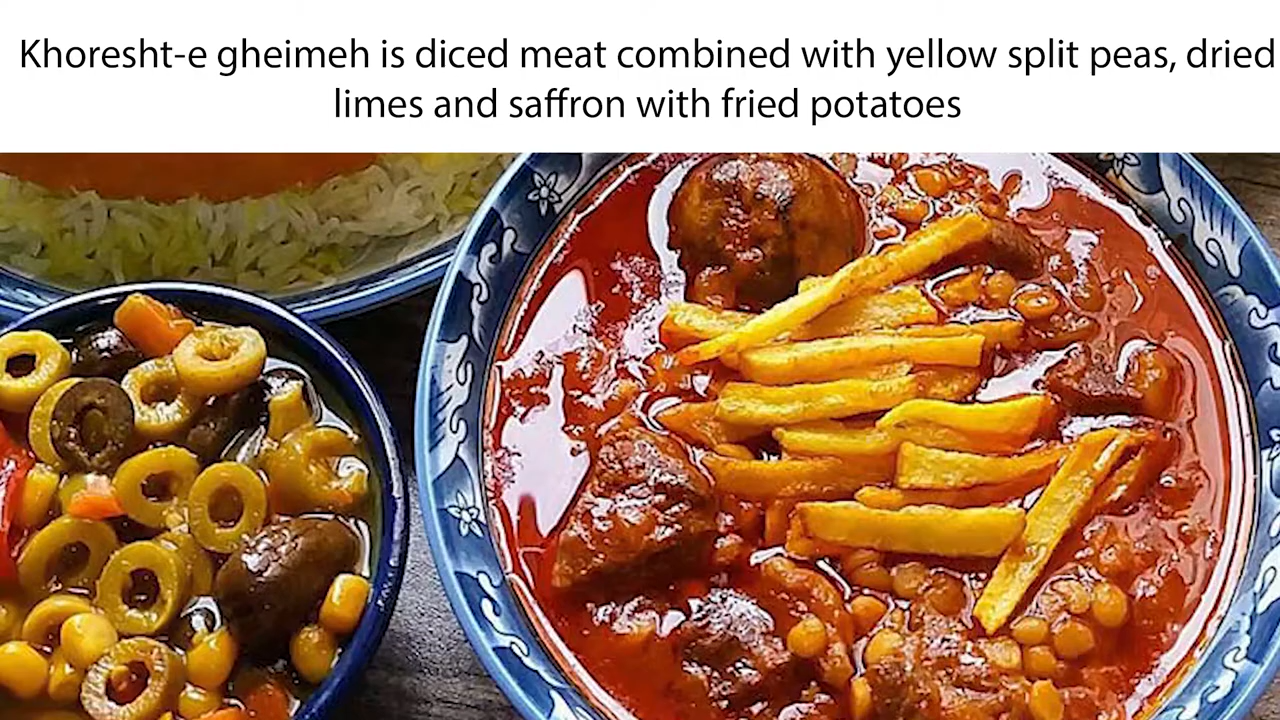 Khoresht-e gheimeh is diced meat combined with yellow split peas, dried
limes and saffron with fried potatoes